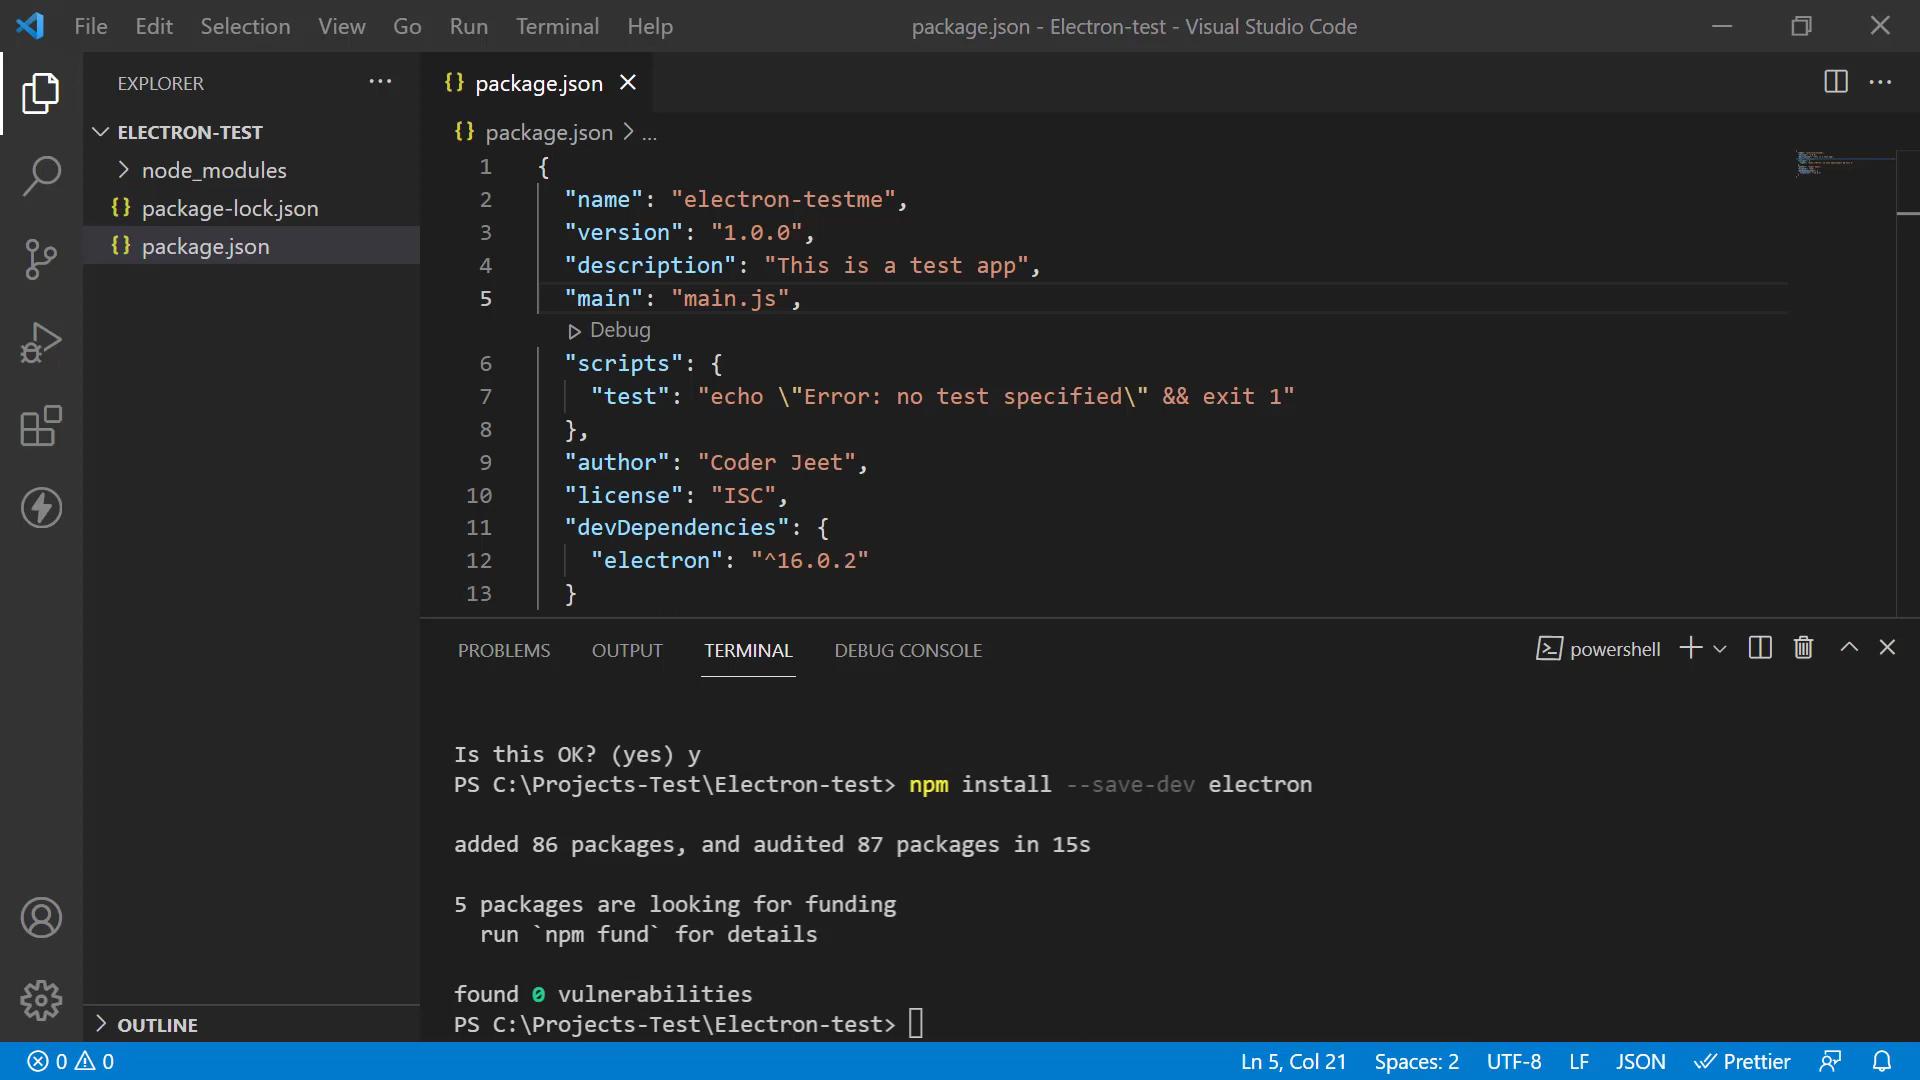 File Edit Selection View Go Run Terminal Help package.json - Electron-test - Visual Studio Code
EXPLORER
ELECTRON-TEST
node_modules
{} package-lock.json
{} package.json
OUTLINE
{} package.json
{} package.json > ...
1 {
2 "name": "electron-testme",
3 "version": "1.0.0",
4 "description": "This is a test app",
5 "main": "main.js",
Debug
6 "scripts": {
7 "test": "echo \"Error: no test specified\" && exit 1"
8 },
9 "author": "Coder Jeet",
10 "license": "ISC",
11 "devDependencies": {
12 "electron": "^16.0.2"
13 }
PROBLEMS OUTPUT TERMINAL DEBUG CONSOLE powershell
Is this OK? (yes) y
PS C:\Projects-Test\Electron-test> npm install --save-dev electron
added 86 packages, and audited 87 packages in 15s
5 packages are looking for funding
run `npm fund` for details
found 0 vulnerabilities
PS C:\Projects-Test\Electron-test>
0 0 Ln 5, Col 21 Spaces: 2 UTF-8 LF JSON Prettier